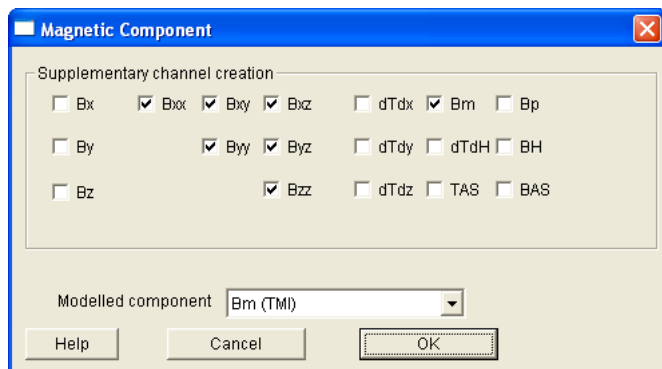 Magnetic Component
Supplementary channel creation
Bx Bxx Bxy Bxz dTdx Bm Bp
By Byy Byz dTdy dTdH BH
Bz Bzz dTdz TAS BAS
Modelled component Bm (TMI)
Help Cancel OK